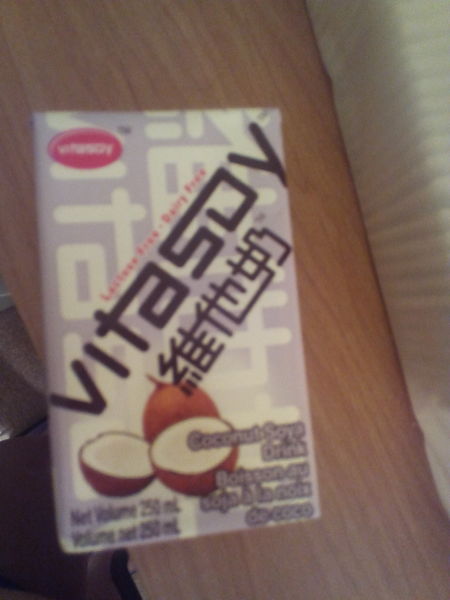 VITASOY
TM
Lactose Free • Dairy Free
vitasoy
維他奶
Coconut Soya
Drink
Boisson au
soja à la noix
de coco
Net Volume 250 mL
Volume net 250 mL